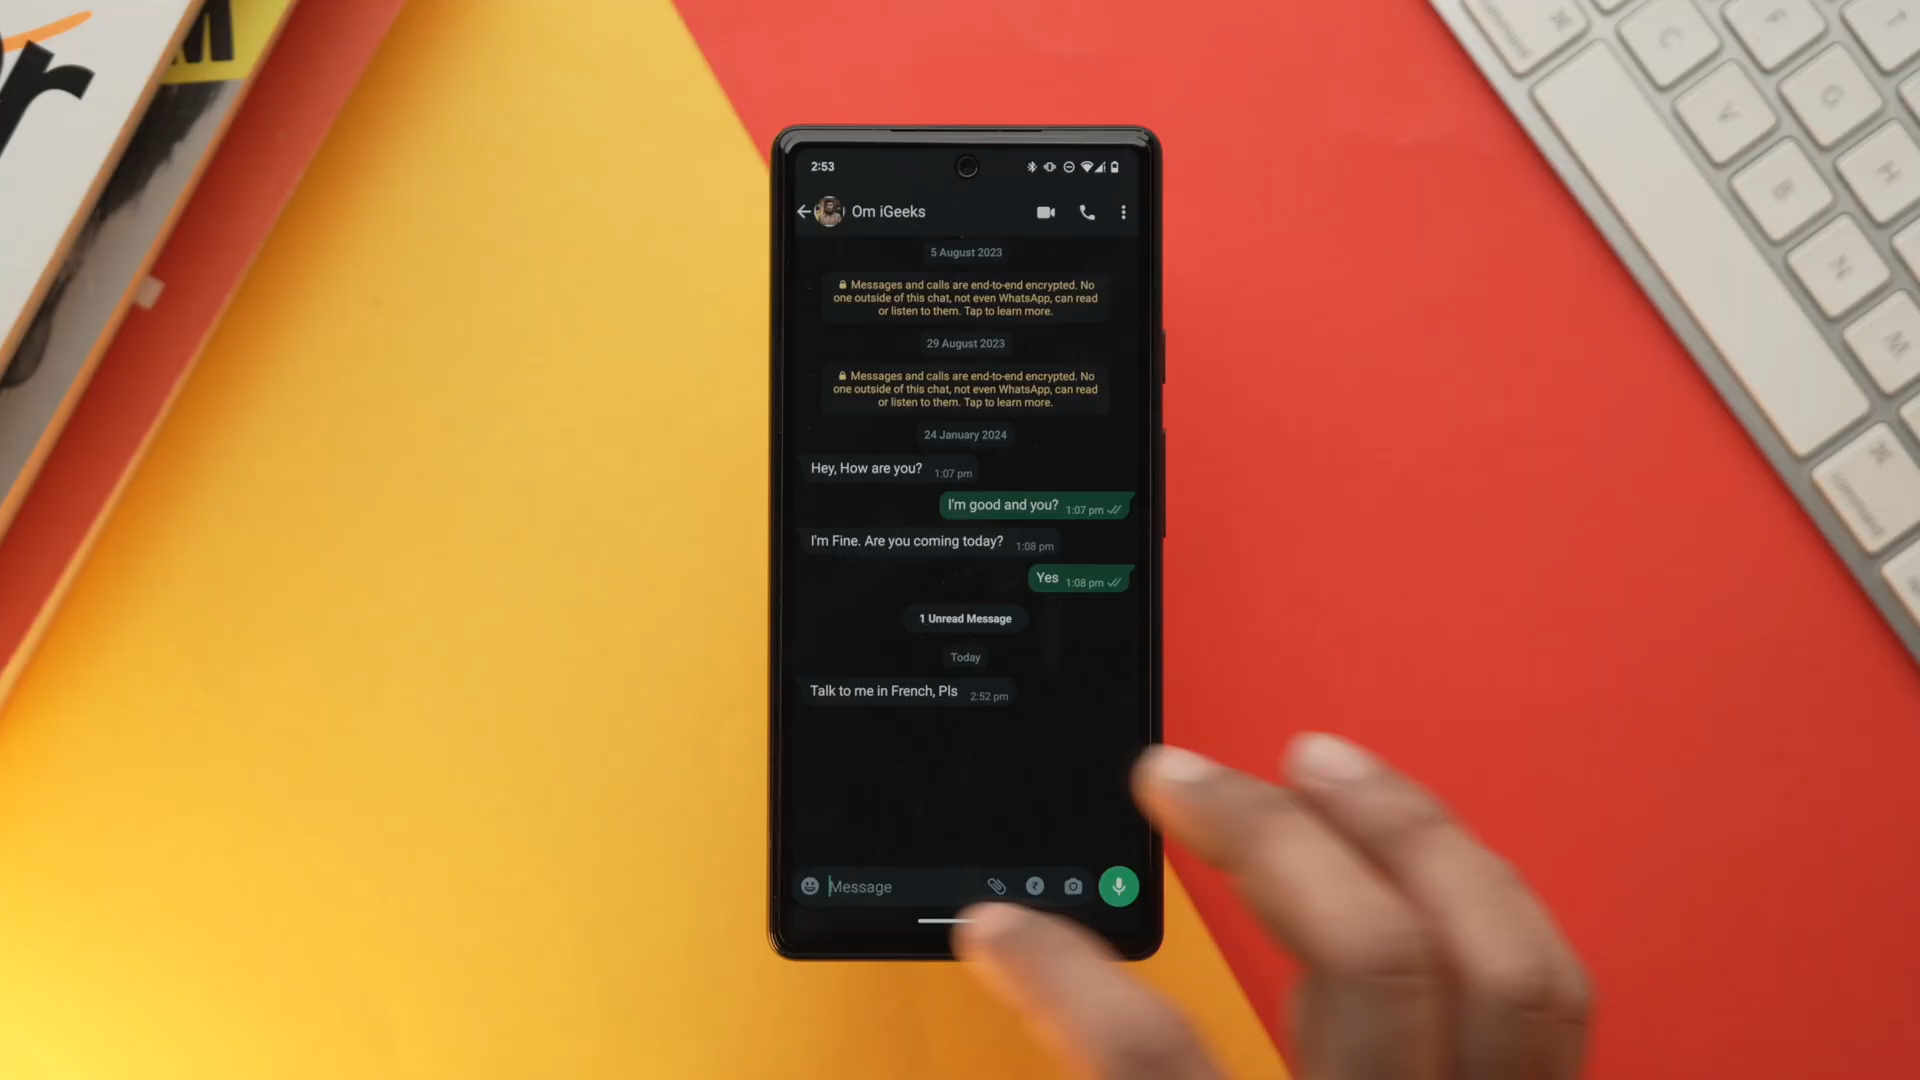 r
M
2:53
Om iGeeks
5 August 2023
Messages and calls are end-to-end encrypted. No
one outside of this chat, not even WhatsApp, can read
or listen to them. Tap to learn more.
29 August 2023
Messages and calls are end-to-end encrypted. No
one outside of this chat, not even WhatsApp, can read
or listen to them. Tap to learn more.
24 January 2024
Hey, How are you? 1:07 pm
I'm good and you? 1:07 pm
I'm Fine. Are you coming today? 1:08 pm
Yes 1:08 pm
1 Unread Message
Today
Talk to me in French, Pls 2:52 pm
Message
command
C
F
T
V
G
B
H
N
M
command